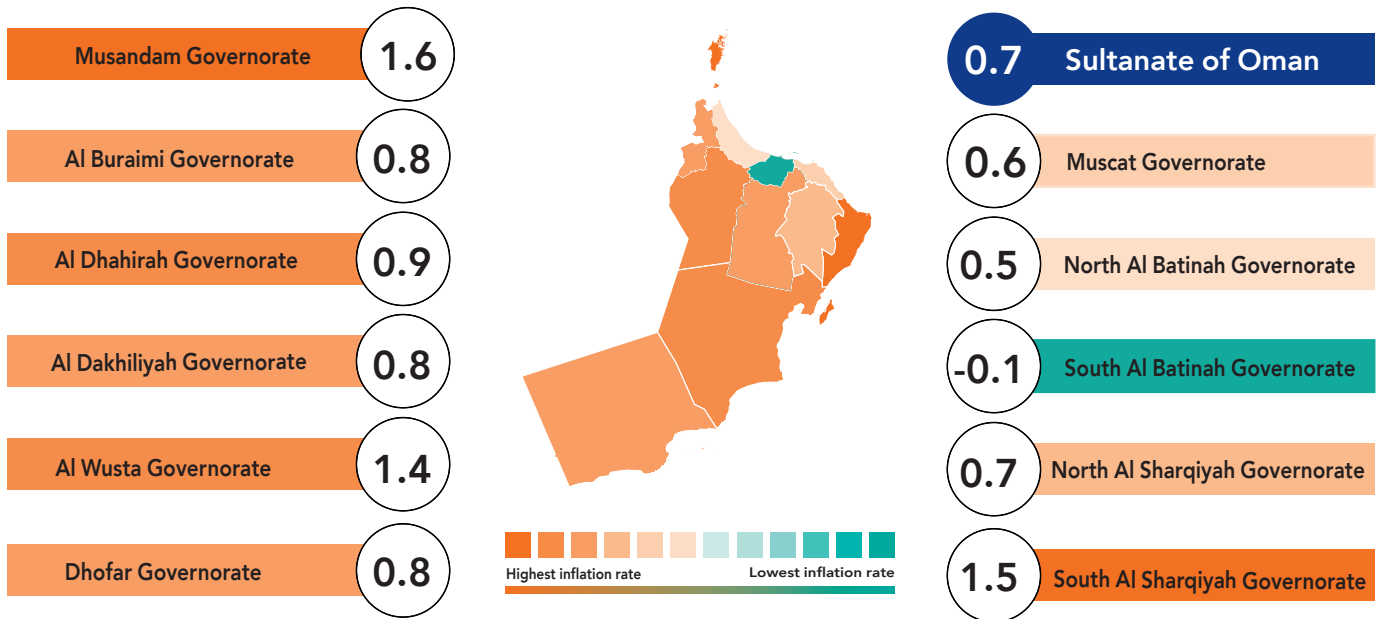 Musandam Governorate
1.6
Al Buraimi Governorate
0.8
Al Dhahirah Governorate
0.9
Al Dakhiliyah Governorate
0.8
Al Wusta Governorate
1.4
Dhofar Governorate
0.8
Highest inflation rate
Lowest inflation rate
0.7
Sultanate of Oman
0.6
Muscat Governorate
0.5
North Al Batinah Governorate
-0.1
South Al Batinah Governorate
0.7
North Al Sharqiyah Governorate
1.5
South Al Sharqiyah Governorate